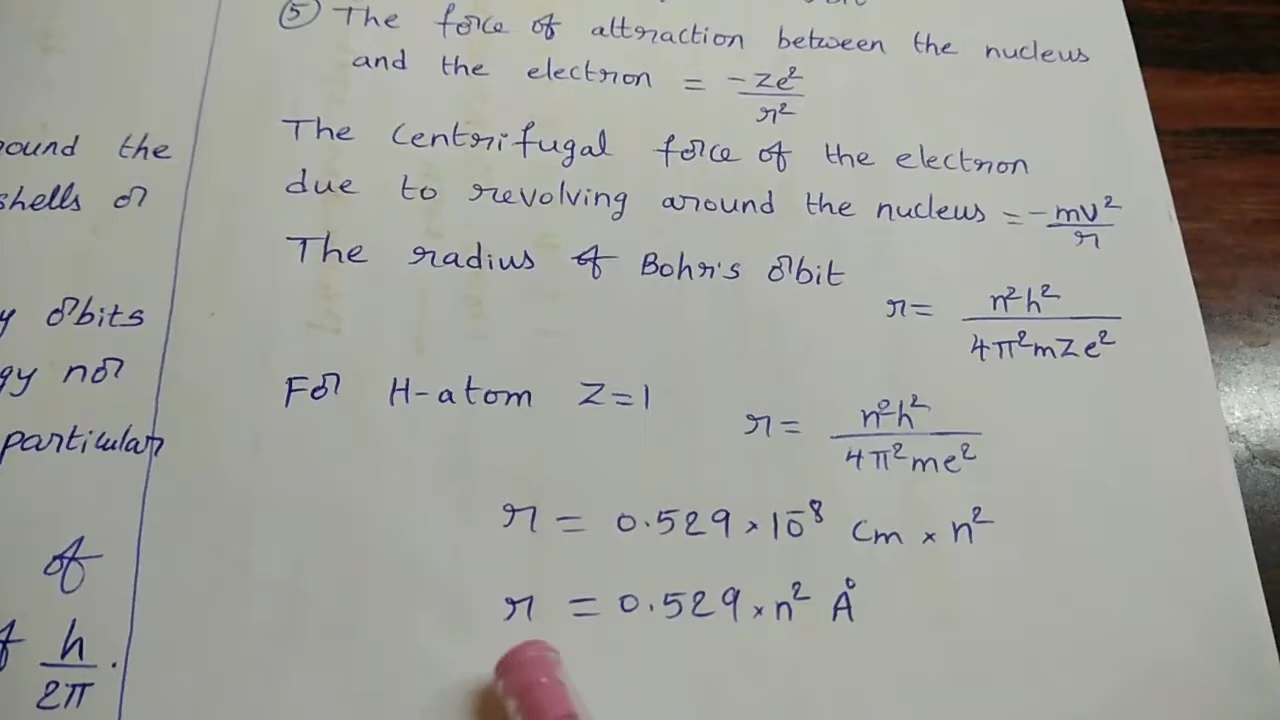 ⑤ The force of attraction between the nucleus
and the electron = -Ze²/r²
The Centrifugal force of the electron
due to revolving around the nucleus = -mv²/r
The radius of Bohr's orbit
r = n²h²/4π²mZe²
For H-atom Z=1
r = n²h²/4π²me²
r = 0.529 × 10⁻⁸ cm × n²
r = 0.529 × n² Å
ound the
shells or
y orbits
gy nor
particular
of
h/2π.